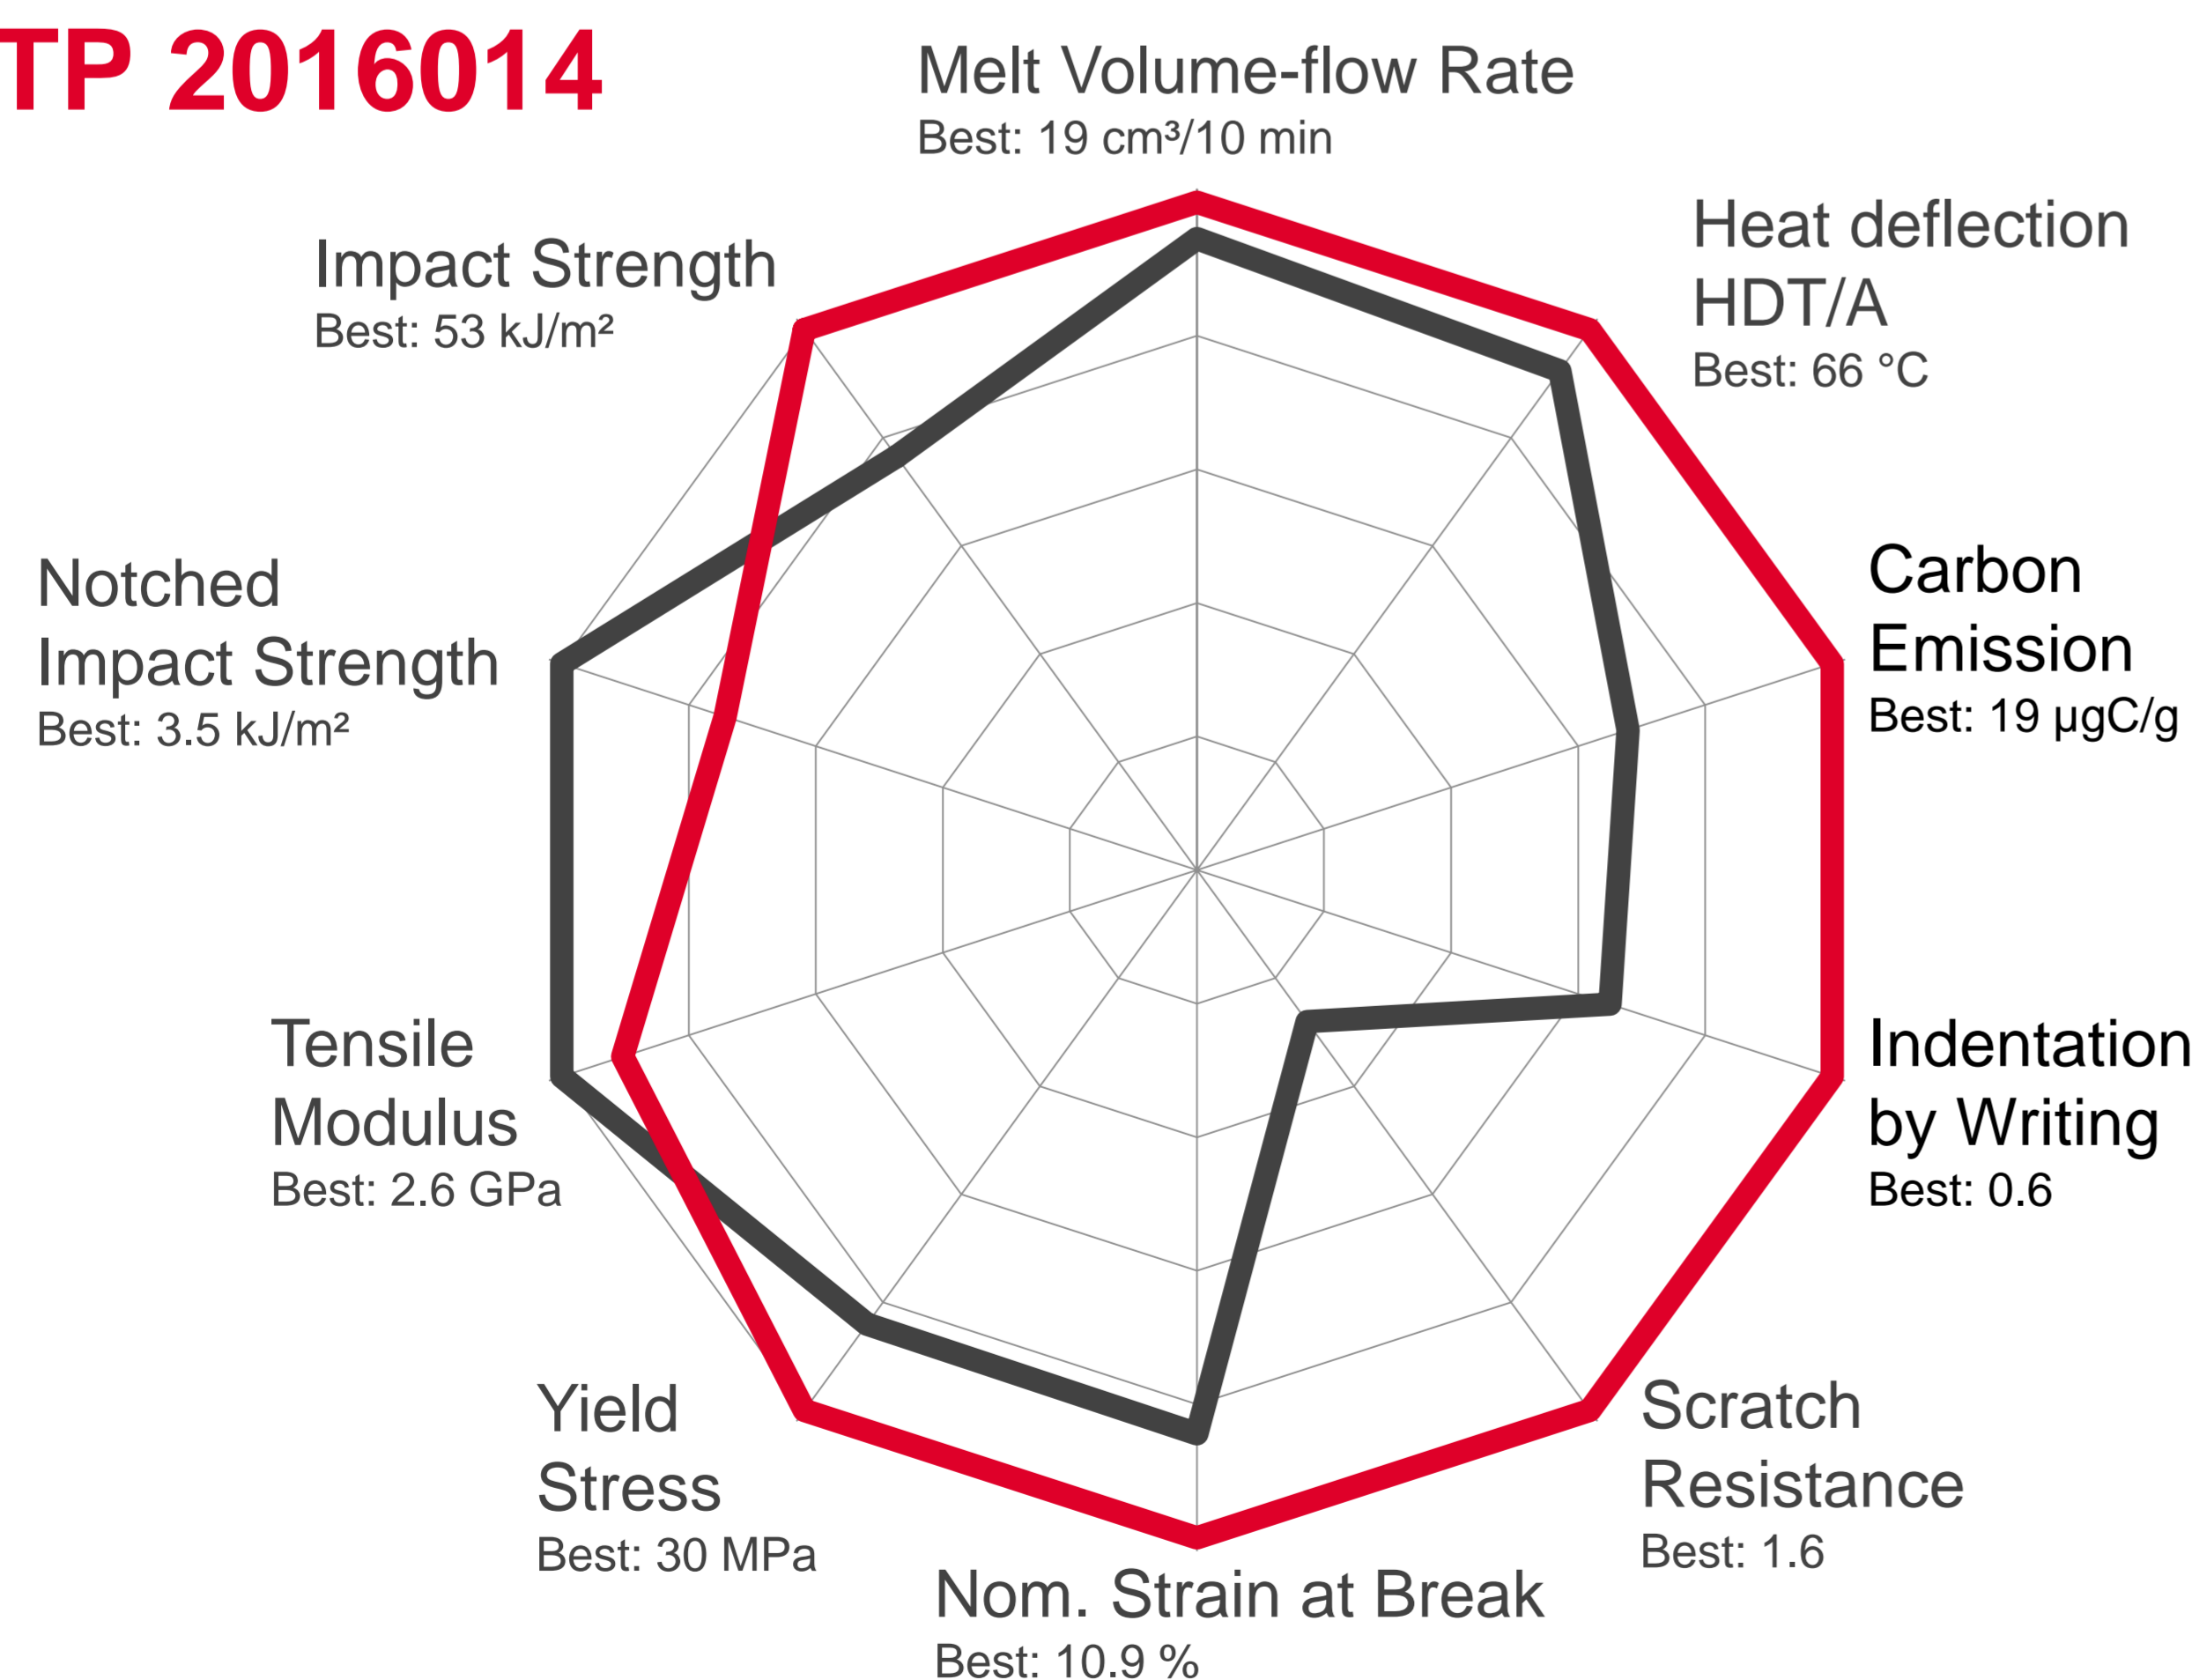 TP 2016014
Melt Volume-flow Rate
Best: 19 cm³/10 min
Heat deflection
HDT/A
Best: 66 °C
Carbon
Emission
Best: 19 µgC/g
Indentation
by Writing
Best: 0.6
Scratch
Resistance
Best: 1.6
Nom. Strain at Break
Best: 10.9 %
Yield
Stress
Best: 30 MPa
Tensile
Modulus
Best: 2.6 GPa
Notched
Impact Strength
Best: 3.5 kJ/m²
Impact Strength
Best: 53 kJ/m²